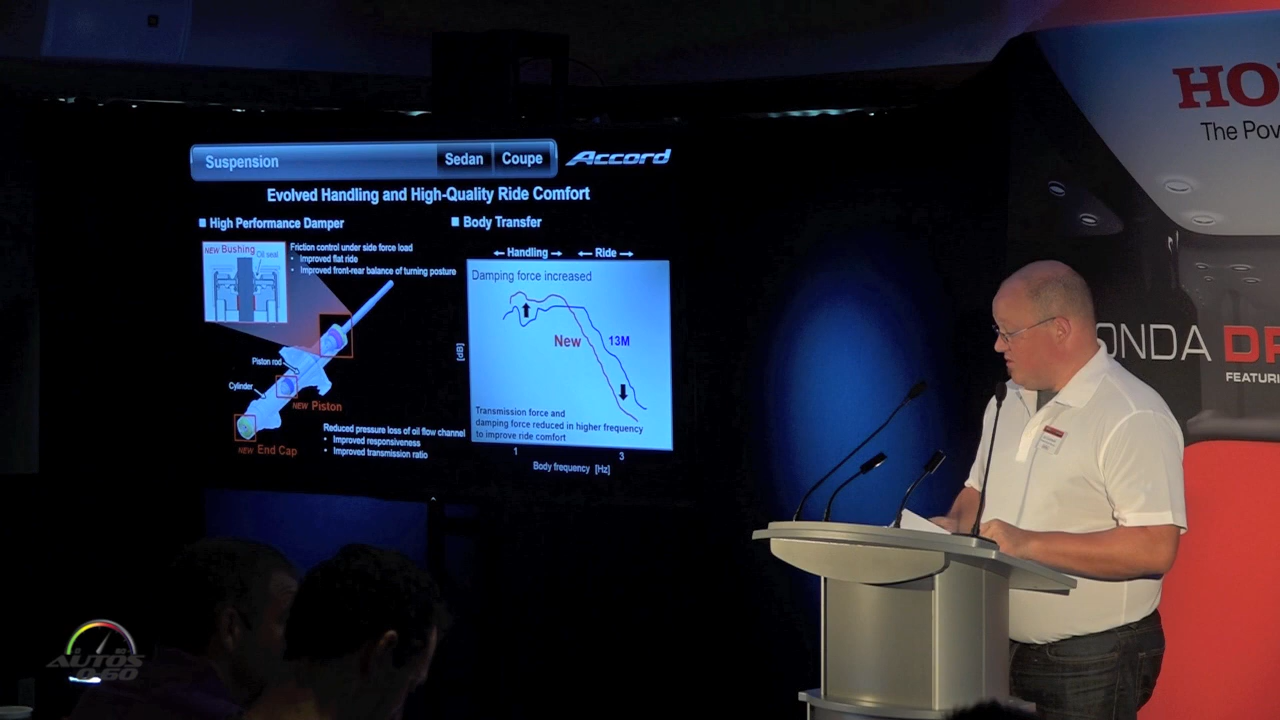 Suspension
Sedan
Coupe
Accord
Evolved Handling and High-Quality Ride Comfort
■ High Performance Damper
■ Body Transfer
NEW Bushing
Oil seal
Friction control under side force load
• Improved flat ride
• Improved front-rear balance of turning posture
← Handling →
← Ride →
Damping force increased
New
13M
[dB]
Piston rod
Cylinder
NEW Piston
NEW End Cap
Reduced pressure loss of oil flow channel
• Improved responsiveness
• Improved transmission ratio
Transmission force and
damping force reduced in higher frequency
to improve ride comfort
1
3
Body frequency [Hz]
HO
The Pow
ONDA DR
FEATURI
AUTOS
0-60